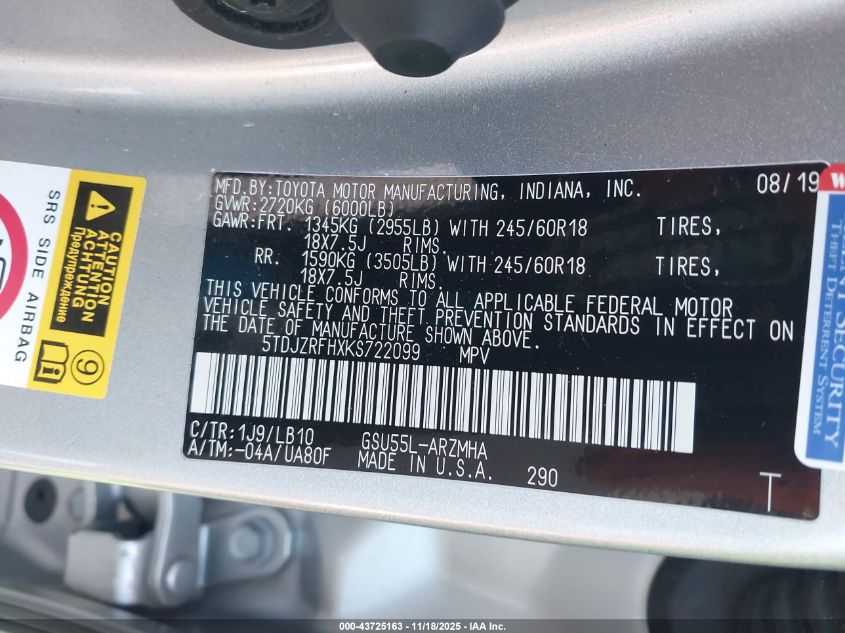 MFD.BY:TOYOTA MOTOR MANUFACTURING, INDIANA, INC. 08/19
GVWR:2720KG (6000LB)
GAWR:FRT. 1345KG (2955LB) WITH 245/60R18 TIRES,
18X7.5J RIMS.
RR. 1590KG (3505LB) WITH 245/60R18 TIRES,
18X7.5J RIMS.
THIS VEHICLE CONFORMS TO ALL APPLICABLE FEDERAL MOTOR
VEHICLE SAFETY AND THEFT PREVENTION STANDARDS IN EFFECT ON
THE DATE OF MANUFACTURE SHOWN ABOVE.
5TDJZRFHXKS722099 MPV
C/TR:1J9/LB10 GSU55L-ARZMHA
A/TM:-04A/UA80F MADE IN U.S.A. 290
T
SRS SIDE AIRBAG
CAUTION
ATTENTION
ACHTUNG
Предупреждение
9
THEFT DETERRENT SYSTEM
000-43725163 - 11/18/2025 - IAA Inc.